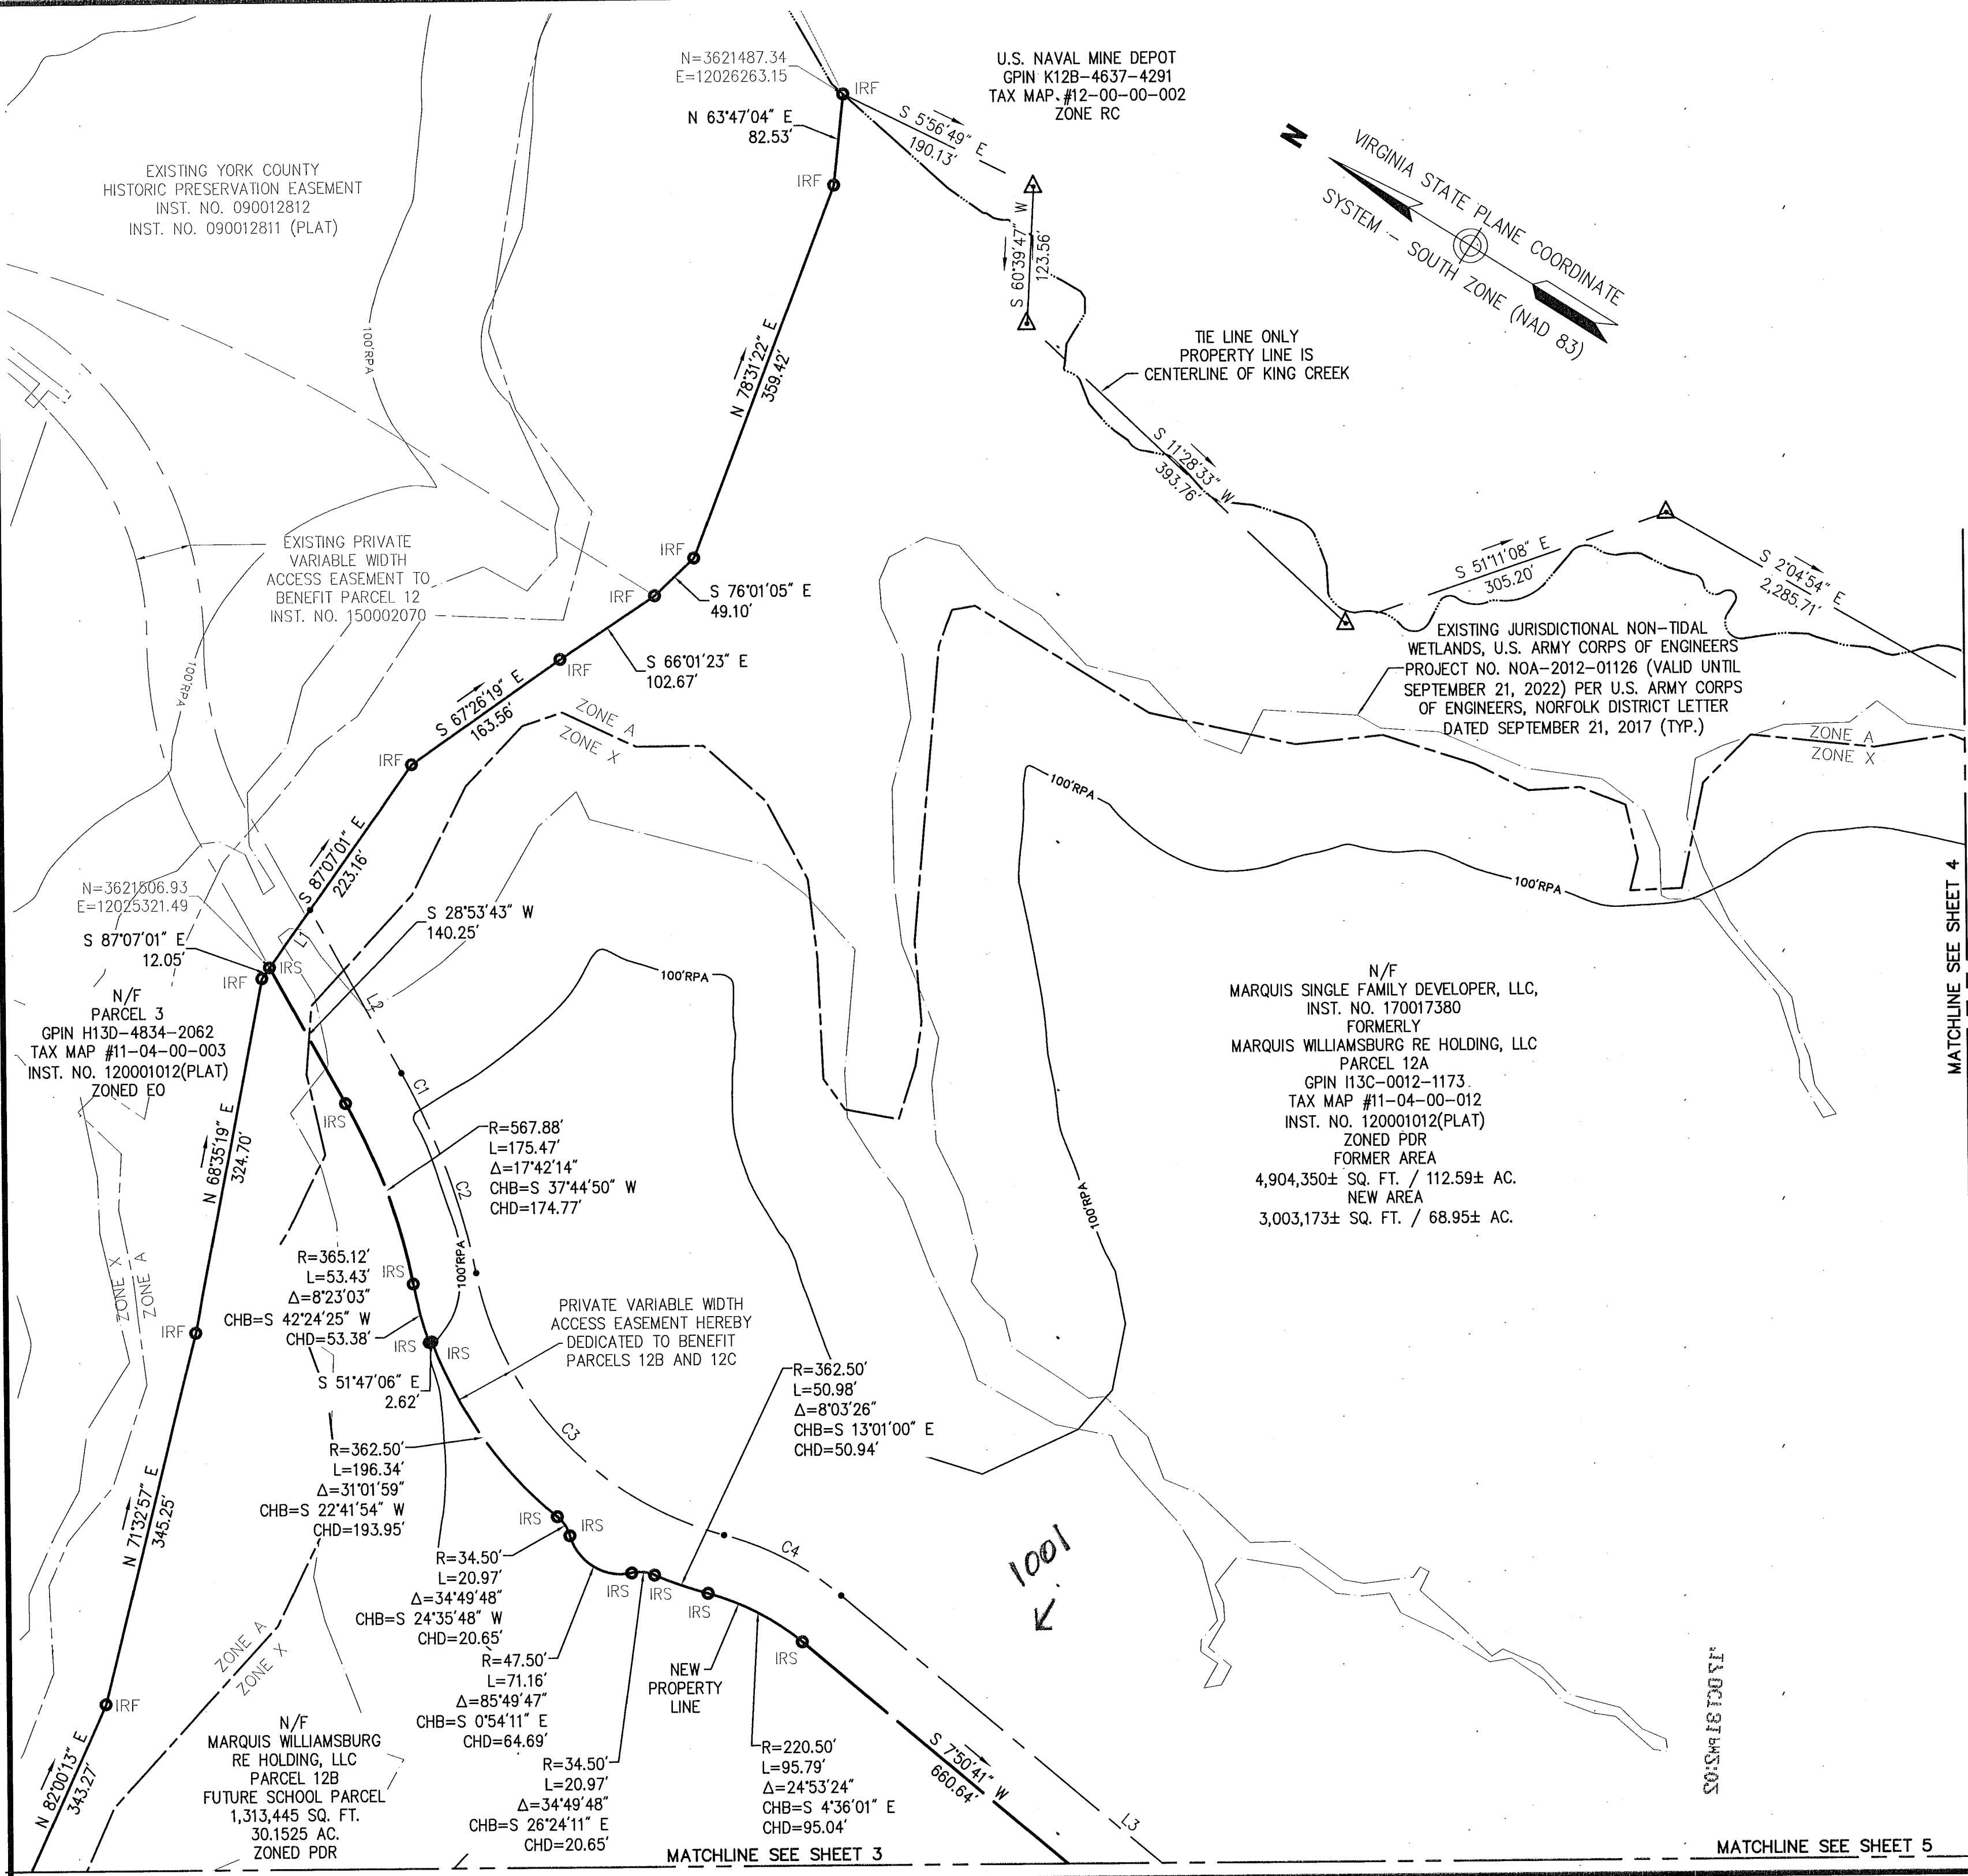 N=3621487.34
E=12026263.15
IRF
N 63°47'04" E
82.53'
IRF
U.S. NAVAL MINE DEPOT
GPIN K12B-4637-4291
TAX MAP #12-00-00-002
ZONE RC
S 5°56'49" E
190.13'
N
VIRGINIA STATE PLANE COORDINATE
SYSTEM - SOUTH ZONE (NAD 83)
EXISTING YORK COUNTY
HISTORIC PRESERVATION EASEMENT
INST. NO. 090012812
INST. NO. 090012811 (PLAT)
S 60°39'47" W
123.56'
100'RPA
N 78°31'22" E
359.42'
TIE LINE ONLY
PROPERTY LINE IS
CENTERLINE OF KING CREEK
S 11°28'33" W
393.76'
S 51°11'08" E
305.20'
S 2°04'54" E
2,285.71'
EXISTING PRIVATE
VARIABLE WIDTH
ACCESS EASEMENT TO
BENEFIT PARCEL 12
INST. NO. 150002070
IRF
IRF
S 76°01'05" E
49.10'
EXISTING JURISDICTIONAL NON-TIDAL
WETLANDS, U.S. ARMY CORPS OF ENGINEERS
PROJECT NO. NOA-2012-01126 (VALID UNTIL
SEPTEMBER 21, 2022) PER U.S. ARMY CORPS
OF ENGINEERS, NORFOLK DISTRICT LETTER
DATED SEPTEMBER 21, 2017 (TYP.)
100'RPA
IRF
S 66°01'23" E
102.67'
S 67°26'19" E
163.56'
ZONE A
ZONE X
ZONE A
ZONE X
IRF
100'RPA
100'RPA
S 87°07'01" E
223.16'
N=3621506.93
E=12025321.49
S 87°07'01" E
12.05'
L1
IRS
IRF
S 28°53'43" W
140.25'
L2
100'RPA
MATCHLINE SEE SHEET 4
N/F
PARCEL 3
GPIN H13D-4834-2062
TAX MAP #11-04-00-003
INST. NO. 120001012(PLAT)
ZONED EO
N/F
MARQUIS SINGLE FAMILY DEVELOPER, LLC,
INST. NO. 170017380
FORMERLY
MARQUIS WILLIAMSBURG RE HOLDING, LLC
PARCEL 12A
GPIN I13C-0012-1173
TAX MAP #11-04-00-012
INST. NO. 120001012(PLAT)
ZONED PDR
FORMER AREA
4,904,350± SQ. FT. / 112.59± AC.
NEW AREA
3,003,173± SQ. FT. / 68.95± AC.
C1
IRS
N 68°35'19" E
324.70'
R=567.88'
L=175.47'
Δ=17°42'14"
CHB=S 37°44'50" W
CHD=174.77'
C2
100'RPA
100'RPA
ZONE X
ZONE A
R=365.12'
L=53.43'
Δ=8°23'03"
CHB=S 42°24'25" W
CHD=53.38'
IRS
IRF
IRS
IRS
PRIVATE VARIABLE WIDTH
ACCESS EASEMENT HEREBY
DEDICATED TO BENEFIT
PARCELS 12B AND 12C
S 51°47'06" E
2.62'
R=362.50'
L=50.98'
Δ=8°03'26"
CHB=S 13°01'00" E
CHD=50.94'
C3
R=362.50'
L=196.34'
Δ=31°01'59"
CHB=S 22°41'54" W
CHD=193.95'
N 71°32'57" E
345.25'
IRS
IRS
C4
1001
R=34.50'
L=20.97'
Δ=34°49'48"
CHB=S 24°35'48" W
CHD=20.65'
IRS
IRS
IRS
IRS
ZONE A
ZONE X
R=47.50'
L=71.16'
Δ=85°49'47"
CHB=S 0°54'11" E
CHD=64.69'
NEW
PROPERTY
LINE
IRF
N/F
MARQUIS WILLIAMSBURG
RE HOLDING, LLC
PARCEL 12B
FUTURE SCHOOL PARCEL
1,313,445 SQ. FT.
30.1525 AC.
ZONED PDR
N 82°00'13" E
343.27'
R=34.50'
L=20.97'
Δ=34°49'48"
CHB=S 26°24'11" E
CHD=20.65'
R=220.50'
L=95.79'
Δ=24°53'24"
CHB=S 4°36'01" E
CHD=95.04'
S 7°50'41" W
660.64'
L3
'17 OCT 31 PM2:02
MATCHLINE SEE SHEET 3
MATCHLINE SEE SHEET 5